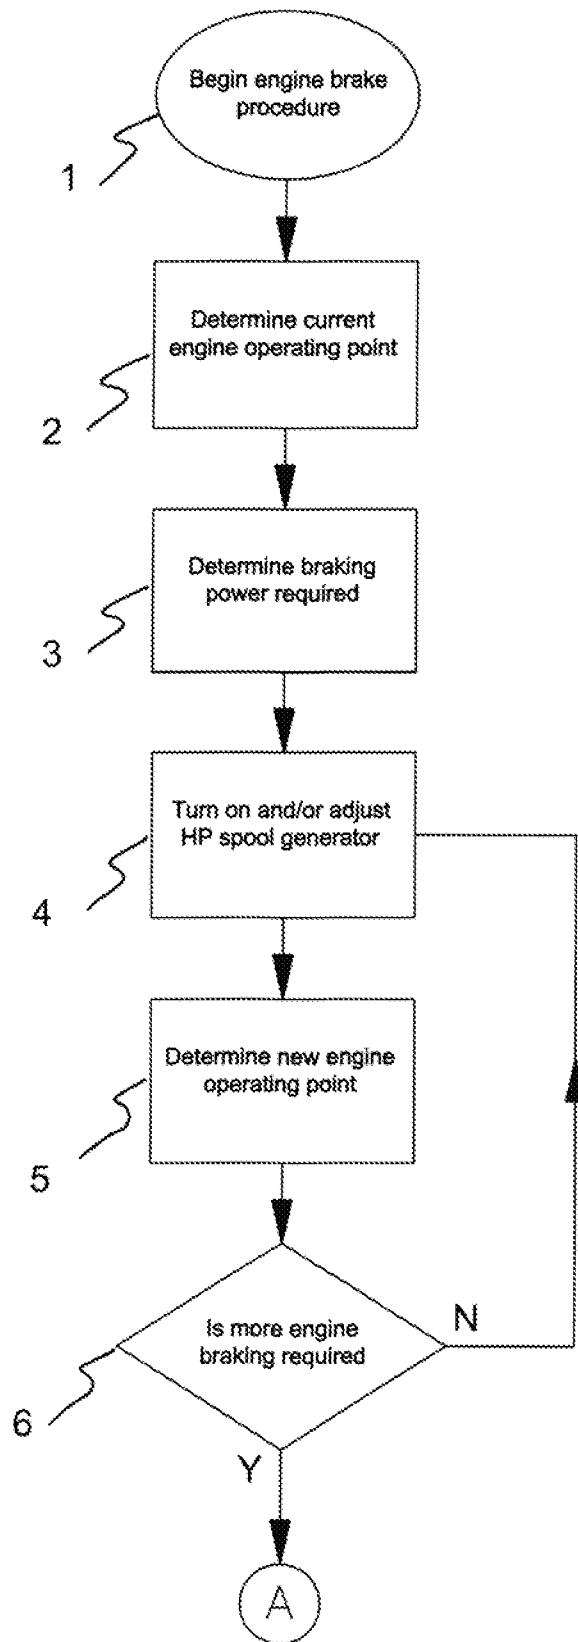 Begin engine brake
procedure
1
Determine current
engine operating point
2
Determine braking
power required
3
Turn on and/or adjust
HP spool generator
4
Determine new engine
operating point
5
Is more engine
braking required
N
6
Y
A